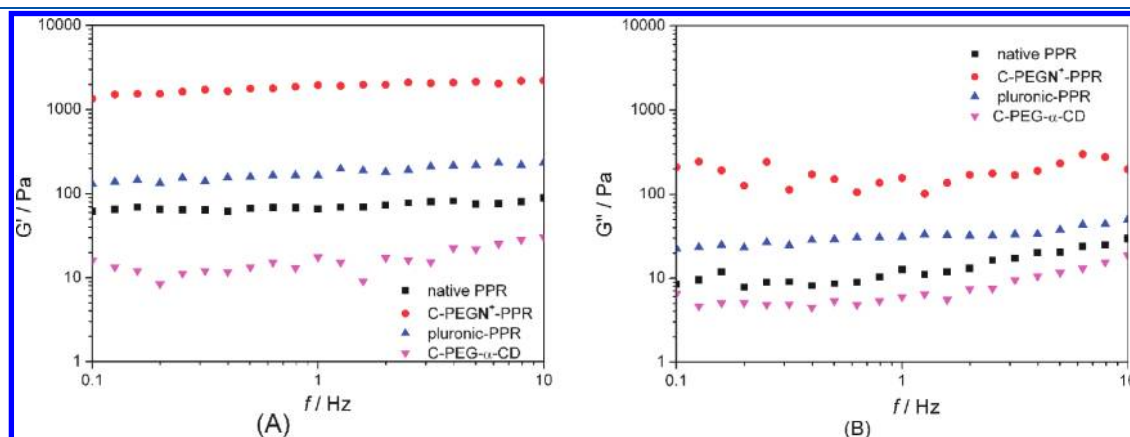 10000
1000
100
10
1
G' / Pa
native PPR
C-PEGN⁺-PPR
pluronic-PPR
C-PEG-α-CD
0.1
1
10
f / Hz
(A)
10000
1000
100
10
1
G'' / Pa
native PPR
C-PEGN⁺-PPR
pluronic-PPR
C-PEG-α-CD
0.1
1
10
f / Hz
(B)